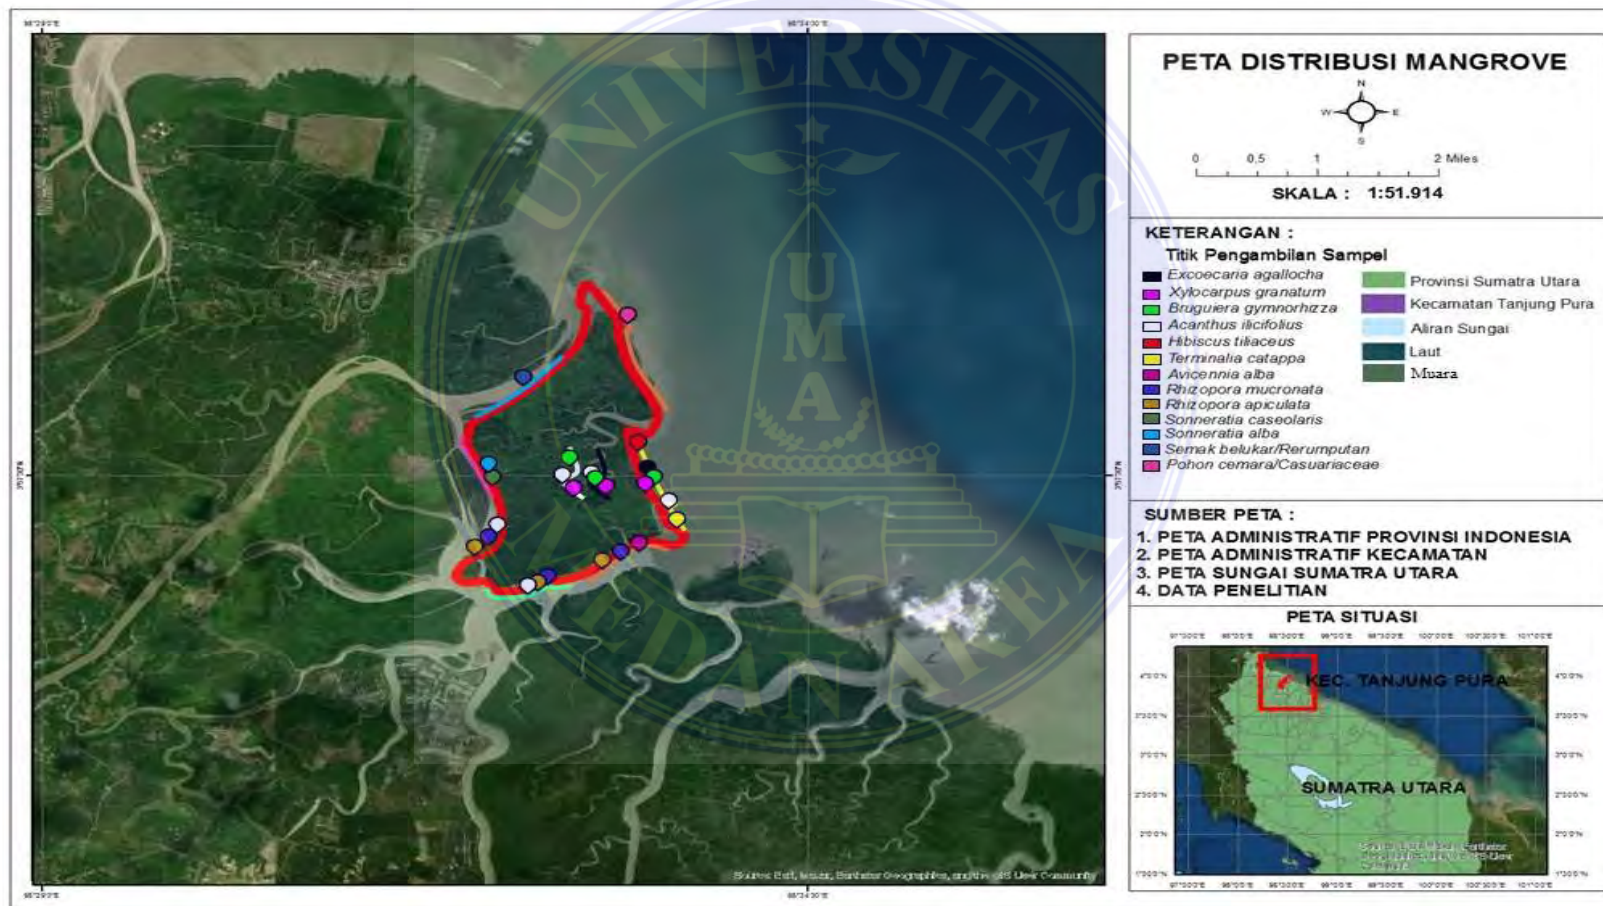 PETA DISTRIBUSI MANGROVE
N
W E
S
0 0,5 1 2 Miles
SKALA : 1:51.914
KETERANGAN :
Titik Pengambilan Sampel
Excoecaria agallocha
Xylocarpus granatum
Bruguiera gymnorhizza
Acanthus ilicifolius
Hibiscus tiliaceus
Terminalia catappa
Avicennia alba
Rhizopora mucronata
Rhizopora apiculata
Sonneratia caseolaris
Sonneratia alba
Semak belukar/Rerumputan
Pohon cemara/Casuariaceae
Provinsi Sumatra Utara
Kecamatan Tanjung Pura
Aliran Sungai
Laut
Muara
SUMBER PETA :
1. PETA ADMINISTRATIF PROVINSI INDONESIA
2. PETA ADMINISTRATIF KECAMATAN
3. PETA SUNGAI SUMATRA UTARA
4. DATA PENELITIAN
PETA SITUASI
KEC. TANJUNG PURA
SUMATRA UTARA
UNIVERSITAS
MEDAN AREA
U
M
A